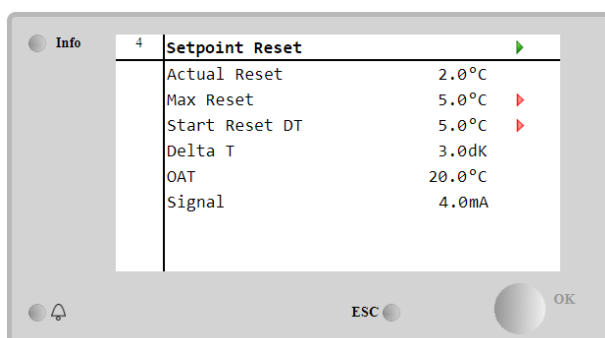 Info
4 Setpoint Reset
Actual Reset 2.0°C
Max Reset 5.0°C
Start Reset DT 5.0°C
Delta T 3.0dK
OAT 20.0°C
Signal 4.0mA
ESC OK